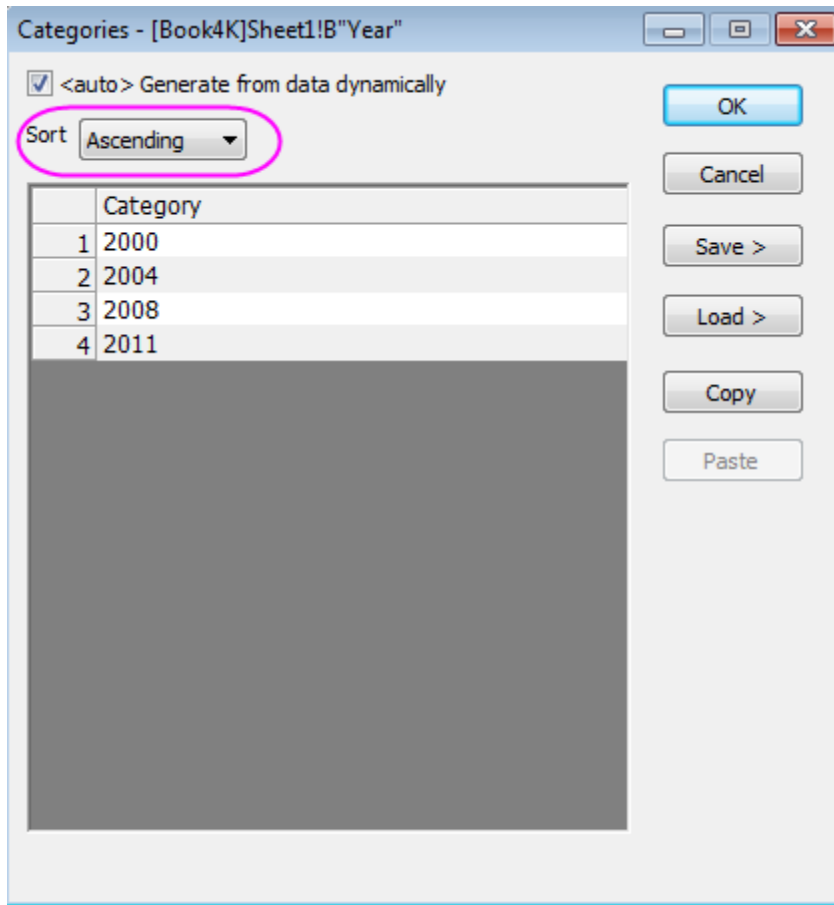 Categories - [Book4K]Sheet1!B"Year"
<auto> Generate from data dynamically
Sort Ascending
Category
1 2000
2 2004
3 2008
4 2011
OK
Cancel
Save >
Load >
Copy
Paste